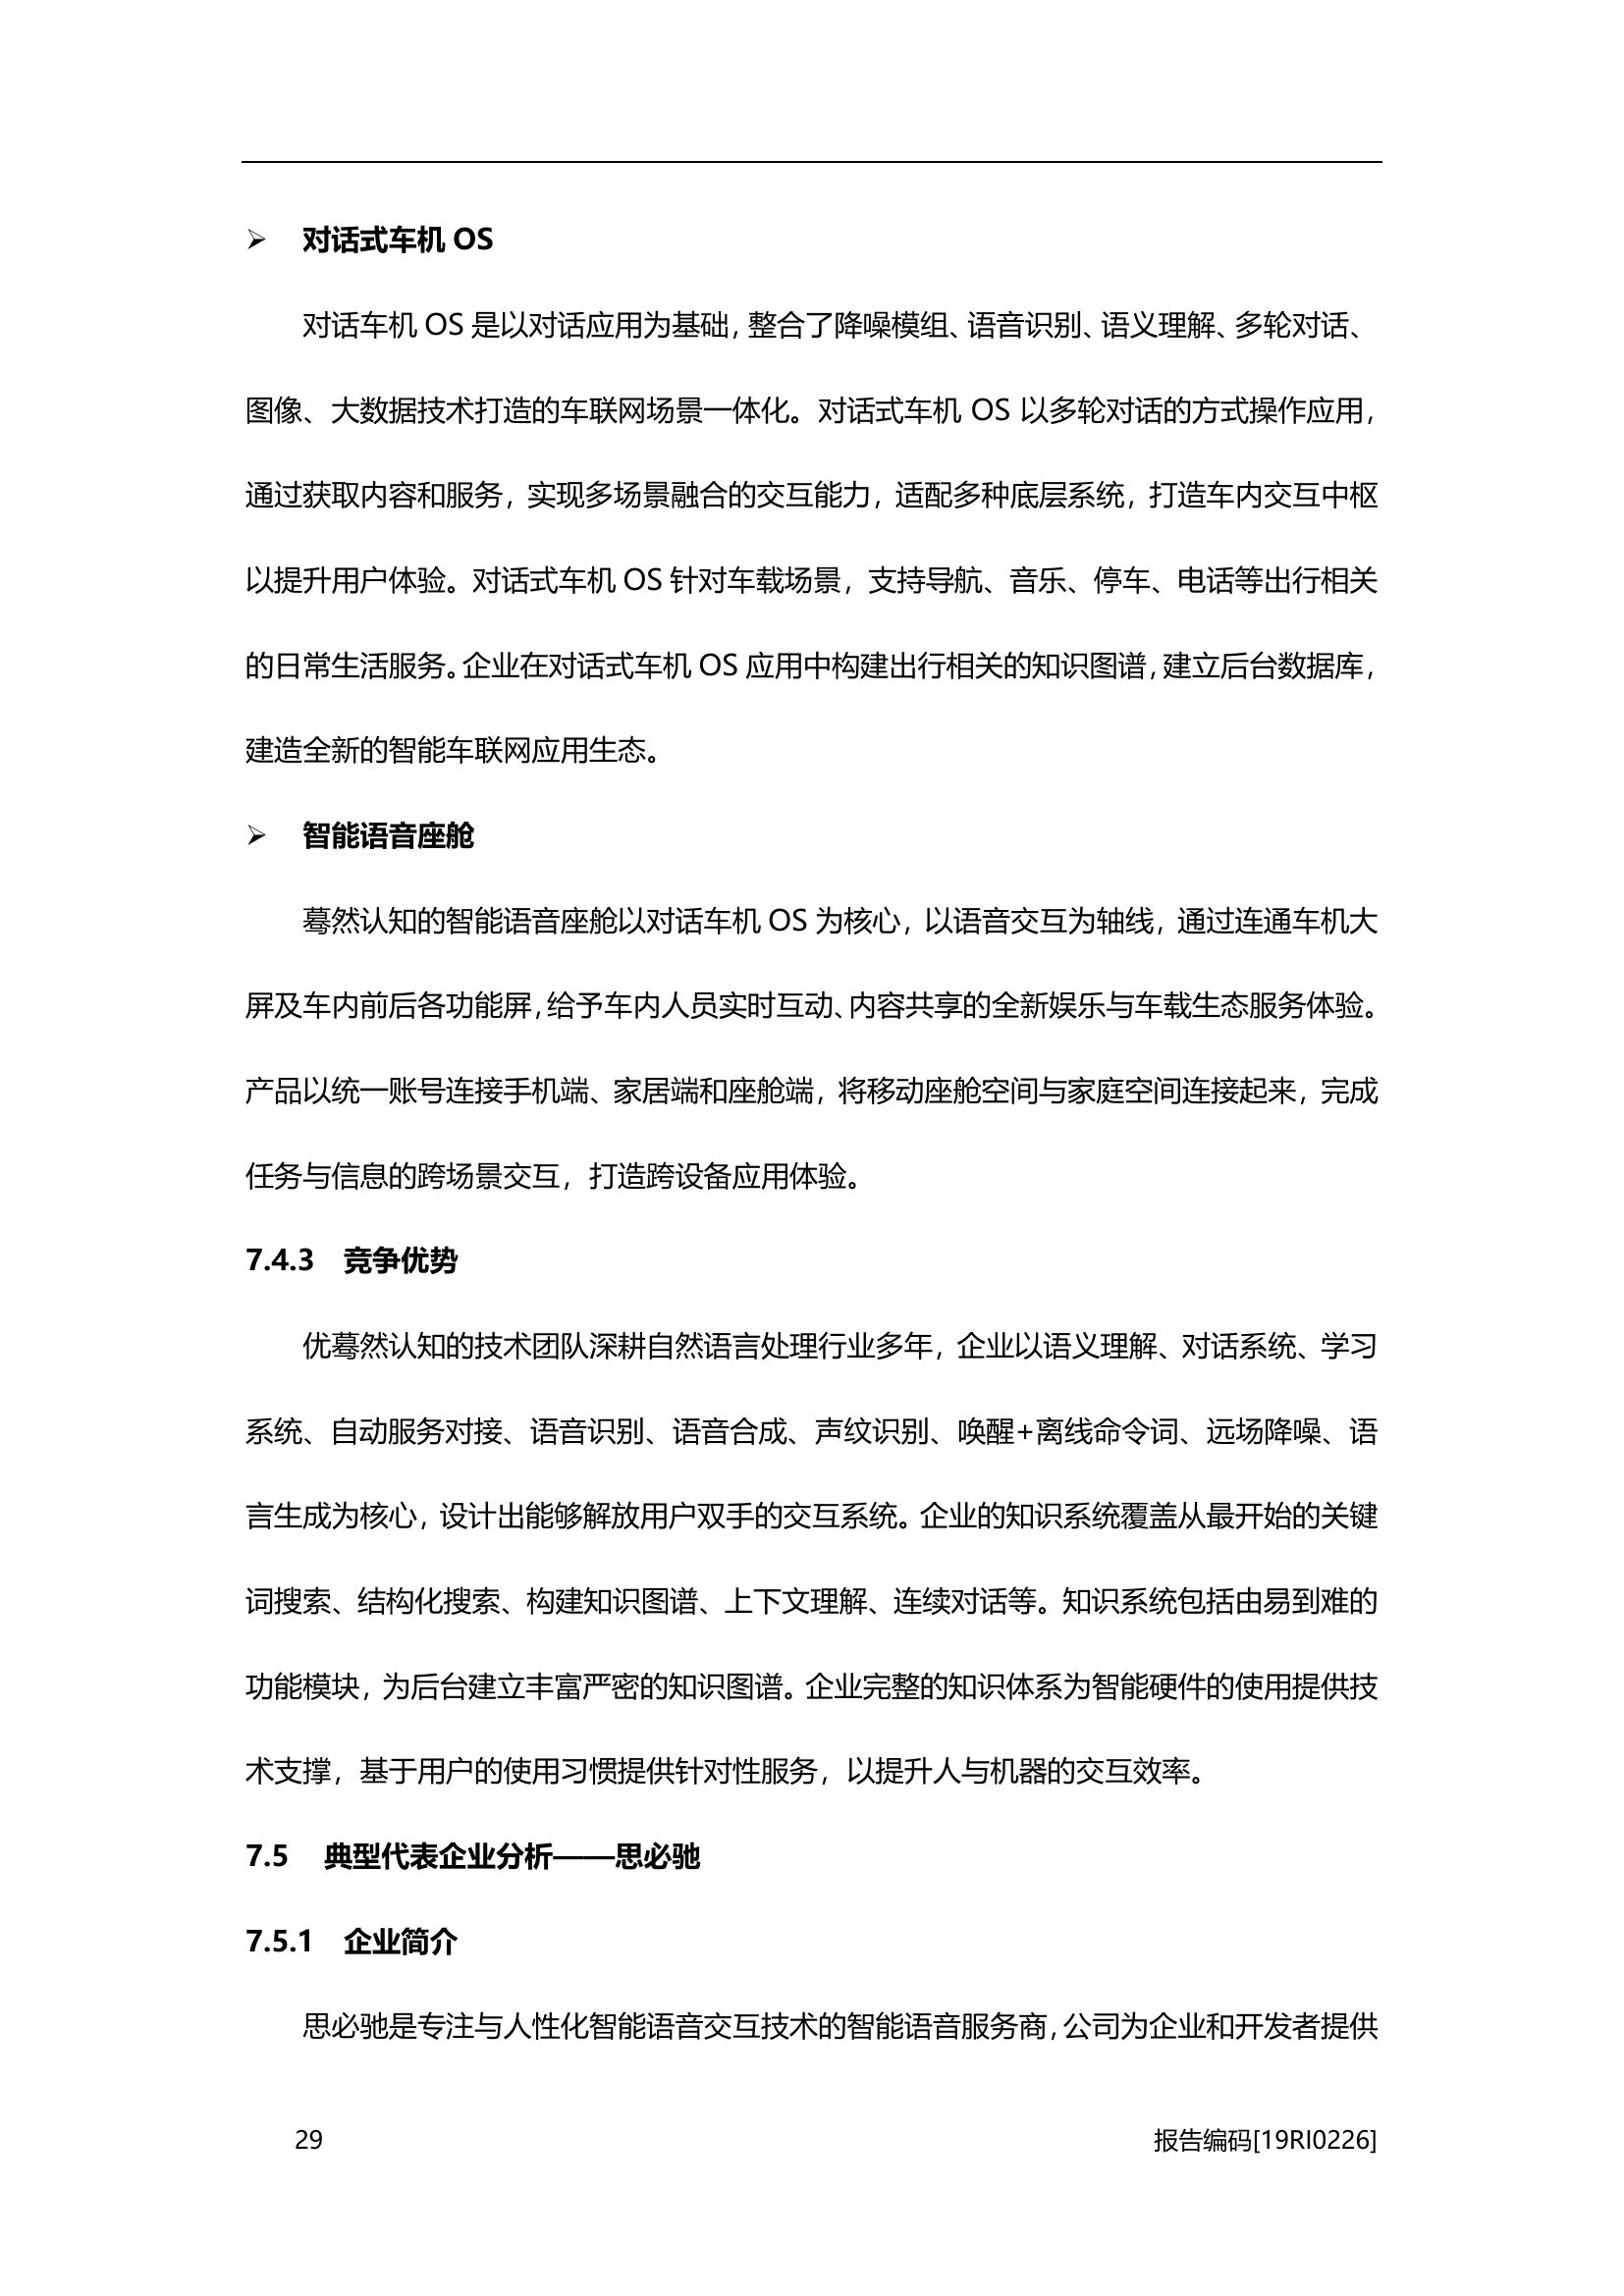 ➢ 对话式车机 OS
对话车机 OS 是以对话应用为基础，整合了降噪模组、语音识别、语义理解、多轮对话、
图像、大数据技术打造的车联网场景一体化。对话式车机 OS 以多轮对话的方式操作应用，
通过获取内容和服务，实现多场景融合的交互能力，适配多种底层系统，打造车内交互中枢
以提升用户体验。对话式车机 OS 针对车载场景，支持导航、音乐、停车、电话等出行相关
的日常生活服务。企业在对话式车机 OS 应用中构建出行相关的知识图谱，建立后台数据库，
建造全新的智能车联网应用生态。
➢ 智能语音座舱
蓦然认知的智能语音座舱以对话车机 OS 为核心，以语音交互为轴线，通过连通车机大
屏及车内前后各功能屏，给予车内人员实时互动、内容共享的全新娱乐与车载生态服务体验。
产品以统一账号连接手机端、家居端和座舱端，将移动座舱空间与家庭空间连接起来，完成
任务与信息的跨场景交互，打造跨设备应用体验。
7.4.3 竞争优势
优蓦然认知的技术团队深耕自然语言处理行业多年，企业以语义理解、对话系统、学习
系统、自动服务对接、语音识别、语音合成、声纹识别、唤醒+离线命令词、远场降噪、语
言生成为核心，设计出能够解放用户双手的交互系统。企业的知识系统覆盖从最开始的关键
词搜索、结构化搜索、构建知识图谱、上下文理解、连续对话等。知识系统包括由易到难的
功能模块，为后台建立丰富严密的知识图谱。企业完整的知识体系为智能硬件的使用提供技
术支撑，基于用户的使用习惯提供针对性服务，以提升人与机器的交互效率。
7.5 典型代表企业分析——思必驰
7.5.1 企业简介
思必驰是专注与人性化智能语音交互技术的智能语音服务商，公司为企业和开发者提供
29 报告编码[19RI0226]